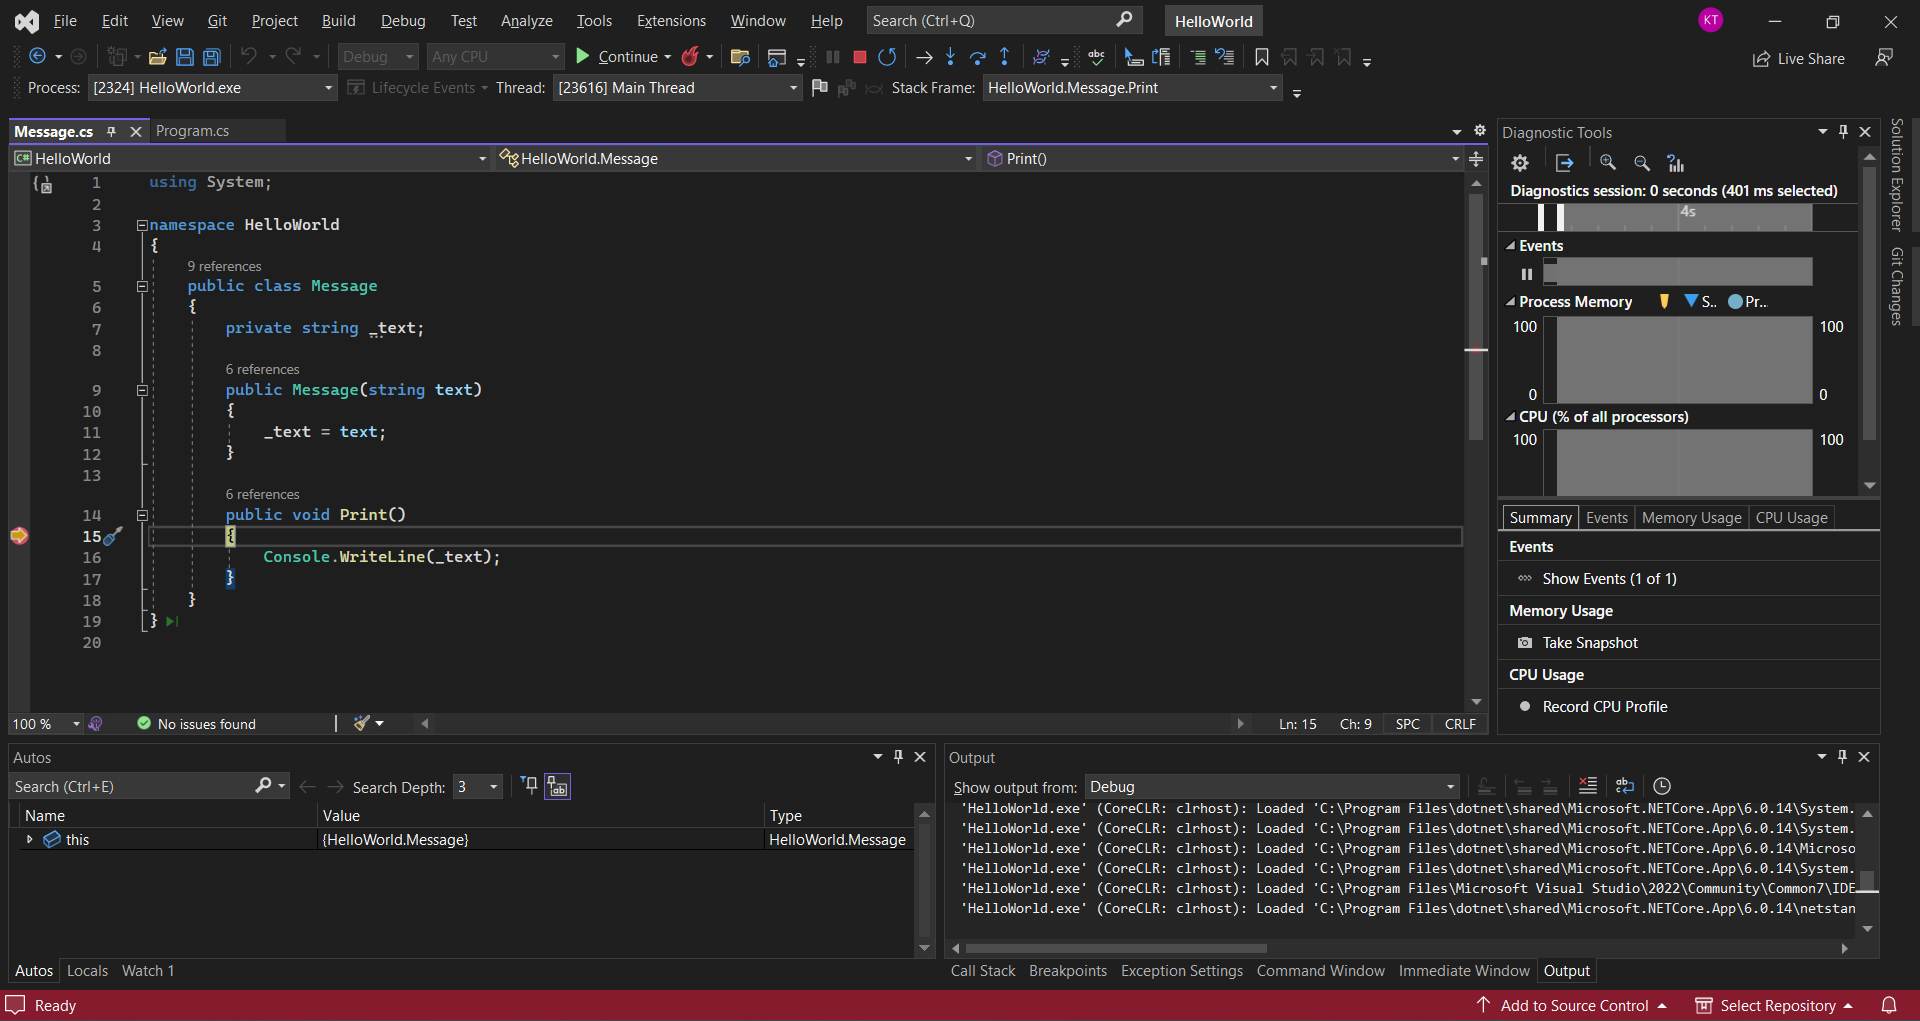 File Edit View Git Project Build Debug Test Analyze Tools Extensions Window Help Search (Ctrl+Q) HelloWorld KT
Debug Any CPU Continue Live Share
Process: [2324] HelloWorld.exe Lifecycle Events Thread: [23616] Main Thread Stack Frame: HelloWorld.Message.Print
Message.cs Program.cs
HelloWorld HelloWorld.Message Print()
1 using System;
2
3 namespace HelloWorld
4 {
9 references
5 public class Message
6 {
7 private string _text;
8
6 references
9 public Message(string text)
10 {
11 _text = text;
12 }
13
6 references
14 public void Print()
15 {
16 Console.WriteLine(_text);
17 }
18 }
19 }
20
100 % No issues found Ln: 15 Ch: 9 SPC CRLF
Diagnostic Tools
Diagnostics session: 0 seconds (401 ms selected)
4s
Events
Process Memory S.. Pr...
100 100
0 0
CPU (% of all processors)
100 100
Summary Events Memory Usage CPU Usage
Events
Show Events (1 of 1)
Memory Usage
Take Snapshot
CPU Usage
Record CPU Profile
Solution Explorer
Git Changes
Autos
Search (Ctrl+E) Search Depth: 3
Name Value Type
this {HelloWorld.Message} HelloWorld.Message
Autos Locals Watch 1
Output
Show output from: Debug
'HelloWorld.exe' (CoreCLR: clrhost): Loaded 'C:\Program Files\dotnet\shared\Microsoft.NETCore.App\6.0.14\System.
'HelloWorld.exe' (CoreCLR: clrhost): Loaded 'C:\Program Files\dotnet\shared\Microsoft.NETCore.App\6.0.14\System.
'HelloWorld.exe' (CoreCLR: clrhost): Loaded 'C:\Program Files\dotnet\shared\Microsoft.NETCore.App\6.0.14\Microso
'HelloWorld.exe' (CoreCLR: clrhost): Loaded 'C:\Program Files\dotnet\shared\Microsoft.NETCore.App\6.0.14\System.
'HelloWorld.exe' (CoreCLR: clrhost): Loaded 'C:\Program Files\Microsoft Visual Studio\2022\Community\Common7\IDE
'HelloWorld.exe' (CoreCLR: clrhost): Loaded 'C:\Program Files\dotnet\shared\Microsoft.NETCore.App\6.0.14\netstan
Call Stack Breakpoints Exception Settings Command Window Immediate Window Output
Ready Add to Source Control Select Repository